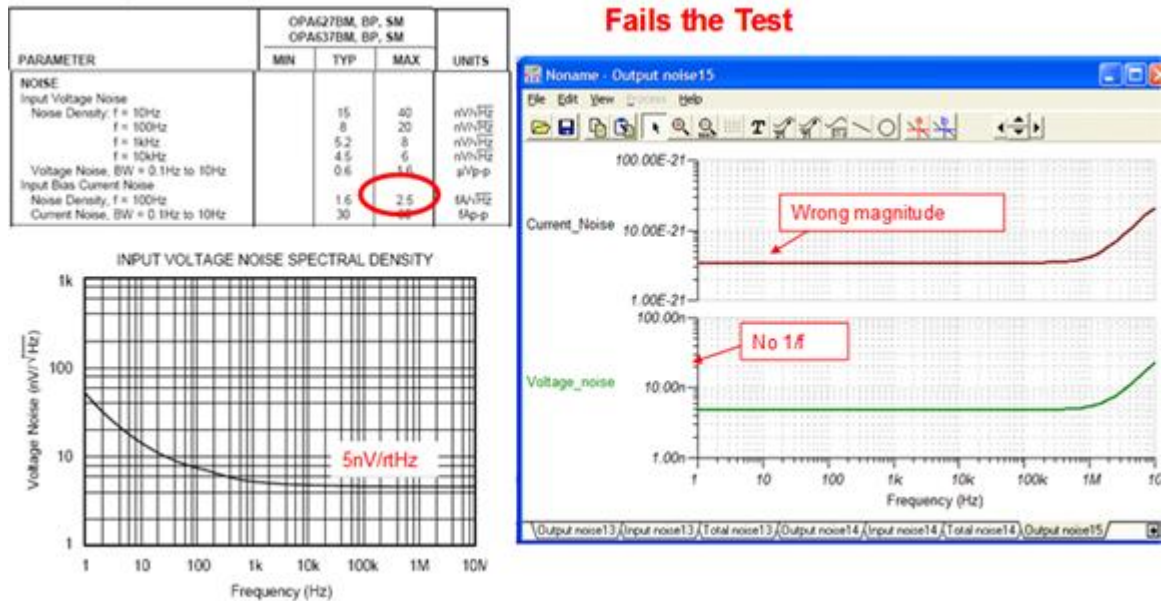 Fails the Test
OPA627BM, BP, SM
OPA637BM, BP, SM
PARAMETER MIN TYP MAX UNITS
NOISE
Input Voltage Noise
Noise Density: f = 10Hz 15 40 nV/√Hz
f = 100Hz 8 20 nV/√Hz
f = 1kHz 5.2 8 nV/√Hz
f = 10kHz 4.5 6 nV/√Hz
Voltage Noise, BW = 0.1Hz to 10Hz 0.6 1.6 µVp-p
Input Bias Current Noise
Noise Density, f = 100Hz 1.6 2.5 fA/√Hz
Current Noise, BW = 0.1Hz to 10Hz 30 fAp-p
INPUT VOLTAGE NOISE SPECTRAL DENSITY
Voltage Noise (nV/√Hz)
1k
100
10
1
5nV/rtHz
1 10 100 1k 10k 100k 1M 10M
Frequency (Hz)
Noname - Output noise15
File Edit View Process Help
T
100.00E-21
Current_Noise
10.00E-21
1.00E-21
Wrong magnitude
100.00n
No 1/f
Voltage_noise
10.00n
1.00n
1 10 100 1k 10k 100k 1M 10
Frequency (Hz)
Output noise13 Input noise13 Total noise13 Output noise14 Input noise14 Total noise14 Output noise15